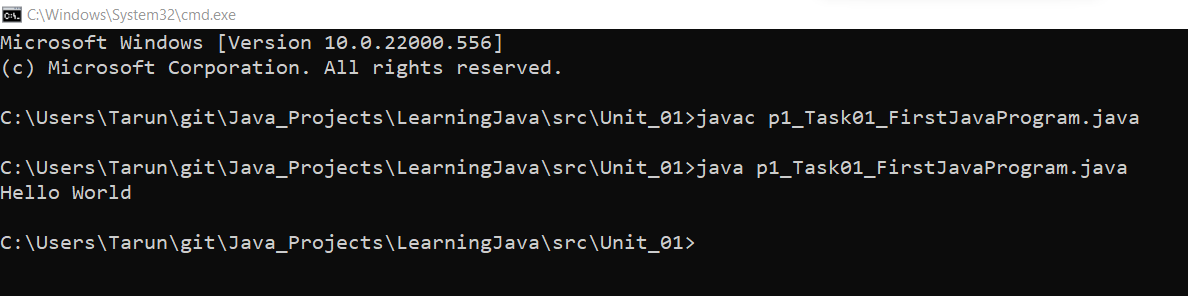 C:\Windows\System32\cmd.exe
Microsoft Windows [Version 10.0.22000.556]
(c) Microsoft Corporation. All rights reserved.
C:\Users\Tarun\git\Java_Projects\LearningJava\src\Unit_01>javac p1_Task01_FirstJavaProgram.java
C:\Users\Tarun\git\Java_Projects\LearningJava\src\Unit_01>java p1_Task01_FirstJavaProgram.java
Hello World
C:\Users\Tarun\git\Java_Projects\LearningJava\src\Unit_01>